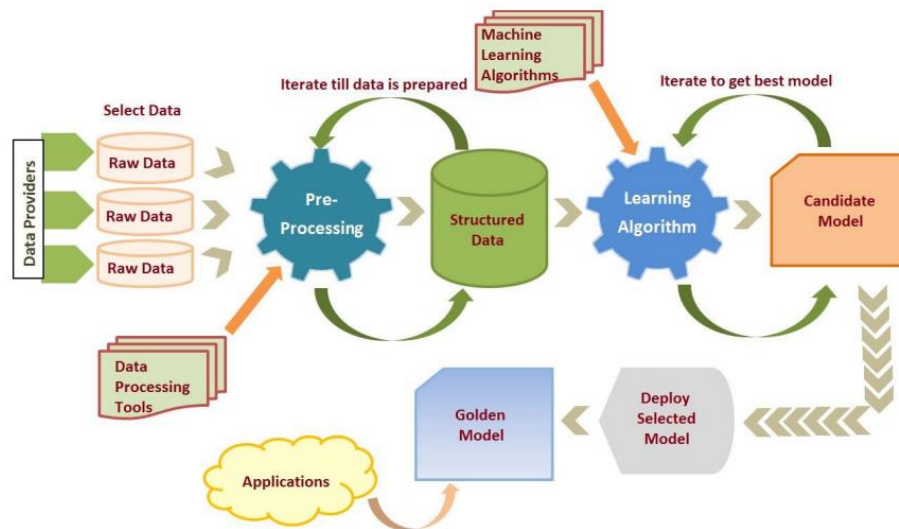 Machine
Learning
Algorithms
Iterate till data is prepared
Iterate to get best model
Select Data
Data Providers
Raw Data
Raw Data
Raw Data
Pre-
Processing
Structured
Data
Learning
Algorithm
Candidate
Model
Data
Processing
Tools
Golden
Model
Deploy
Selected
Model
Applications